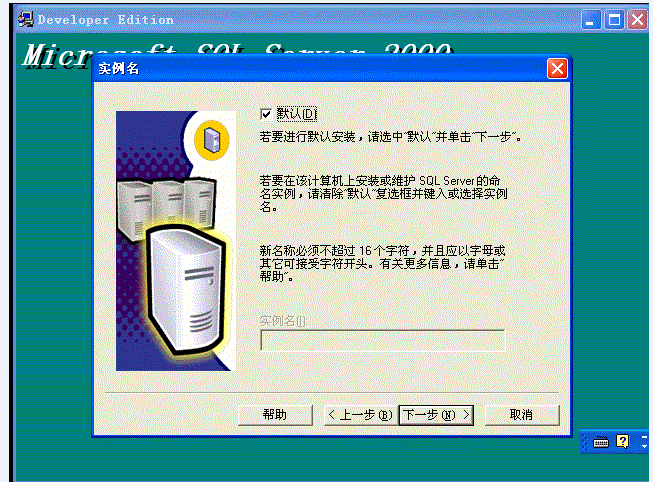 Developer Edition
Microsoft SQL Server 2000
实例名
默认(D)
若要进行默认安装，请选中“默认”并单击“下一步”。
若要在该计算机上安装或维护 SQL Server的命
名实例，请清除“默认”复选框并键入或选择实例
名。
新名称必须不超过 16个字符，并且应以字母或
其它可接受字符开头。有关更多信息，请单击“
帮助”。
实例名(I):
帮助
< 上一步(B)
下一步(N) >
取消